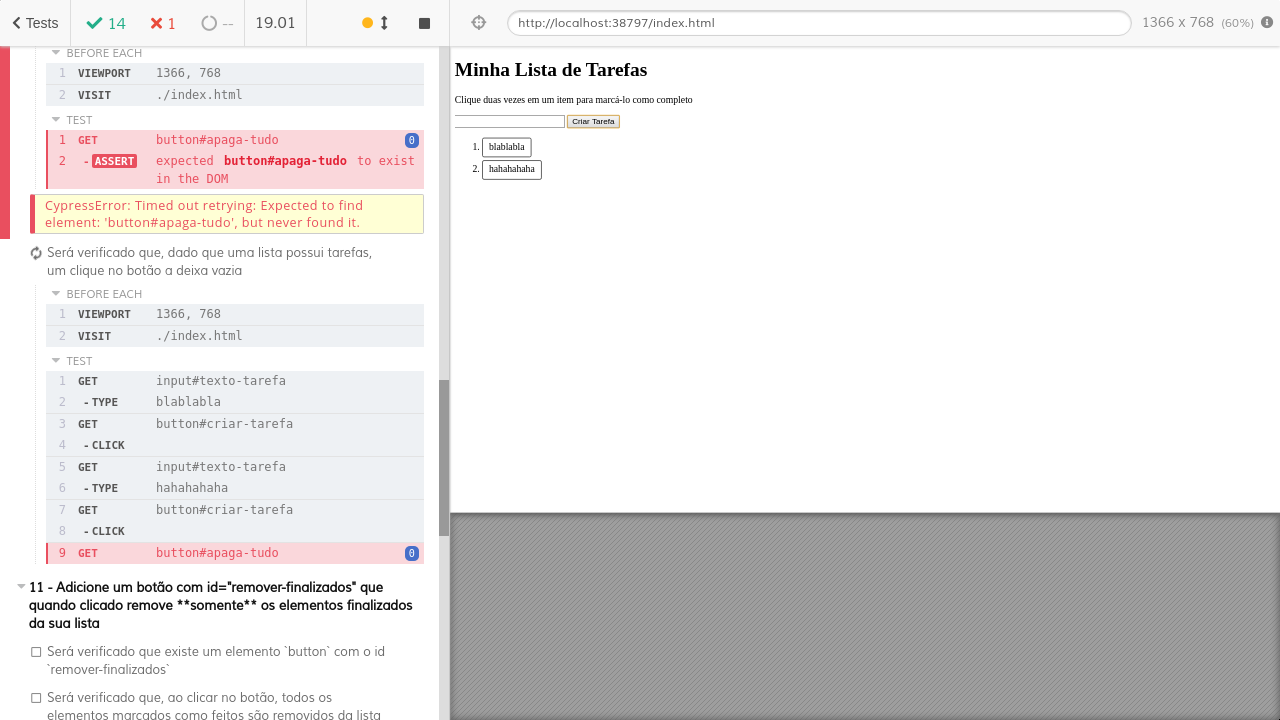 Tests 14 1 -- 19.01
http://localhost:38797/index.html 1366 x 768 (60%)
BEFORE EACH
1 VIEWPORT 1366, 768
2 VISIT ./index.html
TEST
1 GET button#apaga-tudo 0
2 - ASSERT expected button#apaga-tudo to exist
in the DOM
CypressError: Timed out retrying: Expected to find
element: 'button#apaga-tudo', but never found it.
Será verificado que, dado que uma lista possui tarefas,
um clique no botão a deixa vazia
BEFORE EACH
1 VIEWPORT 1366, 768
2 VISIT ./index.html
TEST
1 GET input#texto-tarefa
2 - TYPE blablabla
3 GET button#criar-tarefa
4 - CLICK
5 GET input#texto-tarefa
6 - TYPE hahahahaha
7 GET button#criar-tarefa
8 - CLICK
9 GET button#apaga-tudo 0
11 - Adicione um botão com id="remover-finalizados" que
quando clicado remove **somente** os elementos finalizados
da sua lista
Será verificado que existe um elemento `button` com o id
`remover-finalizados`
Será verificado que, ao clicar no botão, todos os
elementos marcados como feitos são removidos da lista
Minha Lista de Tarefas
Clique duas vezes em um item para marcá-lo como completo
Criar Tarefa
1. blablabla
2. hahahahaha